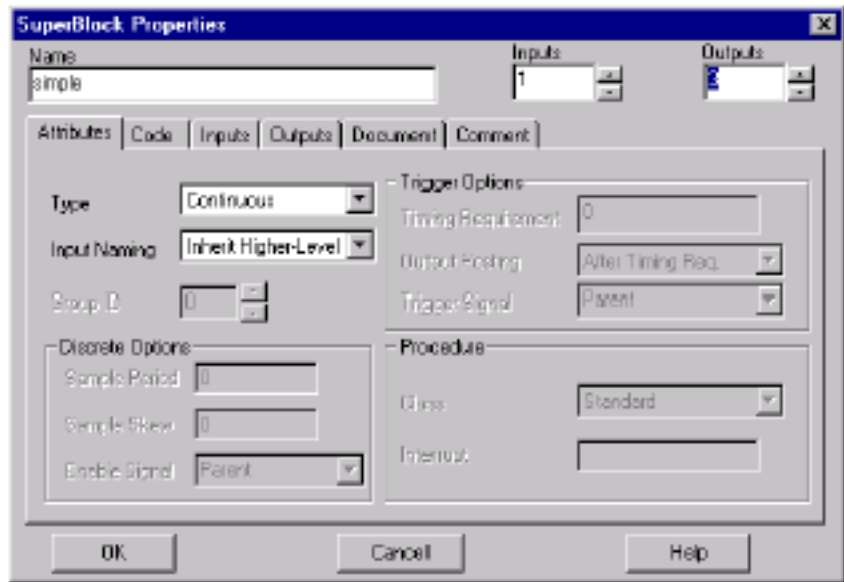 SuperBlock Properties
Name
Inputs
Outputs
simple
1
Attributes
Code
Inputs
Outputs
Document
Comment
Type
Continuous
Input Naming
Inherit Higher-Level
Group ID
0
Trigger Options
Timing Requirement
0
Output Posting
After Timing Req.
Trigger Signal
Parent
Discrete Options
Sample Period
0
Sample Skew
0
Enable Signal
Parent
Procedure
Class
Standard
Interrupt
OK
Cancel
Help